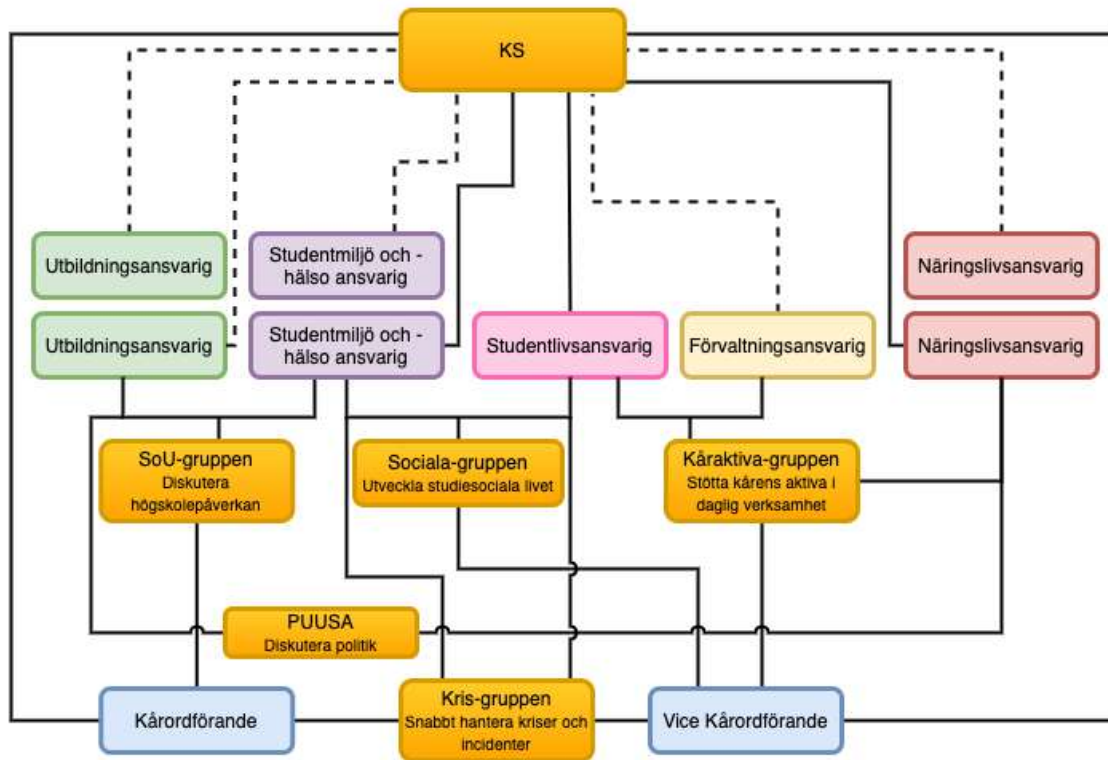 KS
Utbildningsansvarig
Studentmiljö och -
hälso ansvarig
Näringslivsansvarig
Utbildningsansvarig
Studentmiljö och -
hälso ansvarig
Studentlivsansvarig
Förvaltningsansvarig
Näringslivsansvarig
SoU-gruppen
Diskutera
högskolepåverkan
Sociala-gruppen
Utveckla studiesociala livet
Kåraktiva-gruppen
Stötta kårens aktiva i
daglig verksamhet
PUUSA
Diskutera politik
Kårordförande
Kris-gruppen
Snabbt hantera kriser och
incidenter
Vice Kårordförande